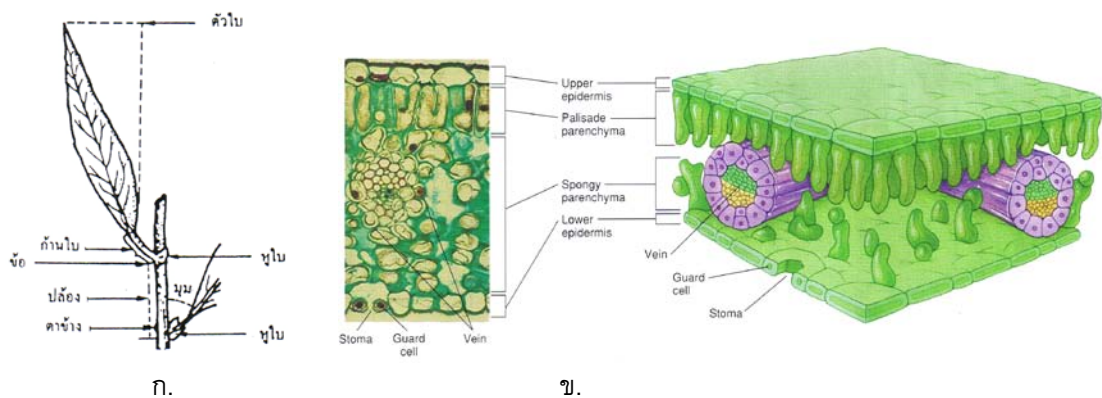 ตัวใบ
ก้านใบ
ข้อ
หูใบ
ปล้อง
มุม
ตาข้าง
หูใบ
ก.
Upper
epidermis
Palisade
parenchyma
Spongy
parenchyma
Lower
epidermis
Vein
Guard
cell
Stoma
Stoma
Guard
cell
Vein
ข.